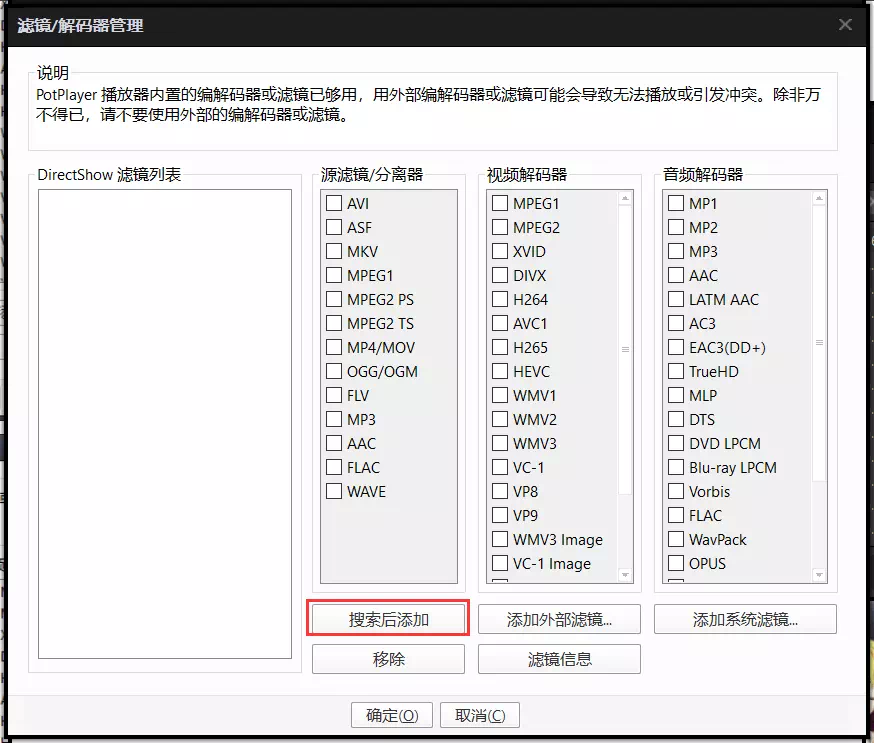 滤镜/解码器管理
说明
PotPlayer 播放器内置的编解码器或滤镜已够用，用外部编解码器或滤镜可能会导致无法播放或引发冲突。除非万
不得已，请不要使用外部的编解码器或滤镜。
DirectShow 滤镜列表
源滤镜/分离器
AVI
ASF
MKV
MPEG1
MPEG2 PS
MPEG2 TS
MP4/MOV
OGG/OGM
FLV
MP3
AAC
FLAC
WAVE
视频解码器
MPEG1
MPEG2
XVID
DIVX
H264
AVC1
H265
HEVC
WMV1
WMV2
WMV3
VC-1
VP8
VP9
WMV3 Image
VC-1 Image
音频解码器
MP1
MP2
MP3
AAC
LATM AAC
AC3
EAC3(DD+)
TrueHD
MLP
DTS
DVD LPCM
Blu-ray LPCM
Vorbis
FLAC
WavPack
OPUS
搜索后添加
添加外部滤镜...
添加系统滤镜...
移除
滤镜信息
确定(O)
取消(C)